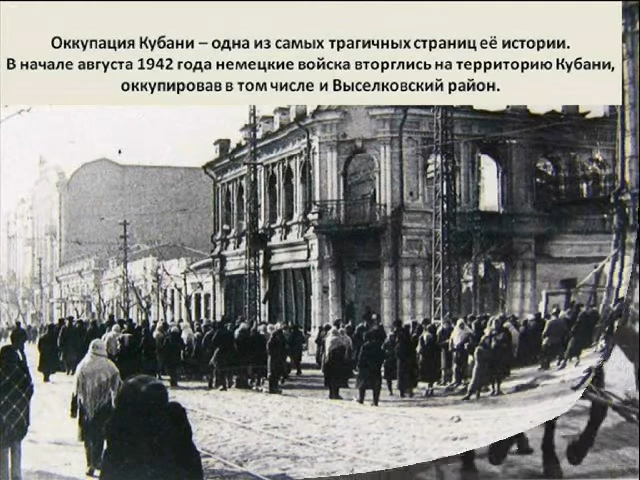 Оккупация Кубани – одна из самых трагичных страниц её истории.
В начале августа 1942 года немецкие войска вторглись на территорию Кубани,
оккупировав в том числе и Выселковский район.